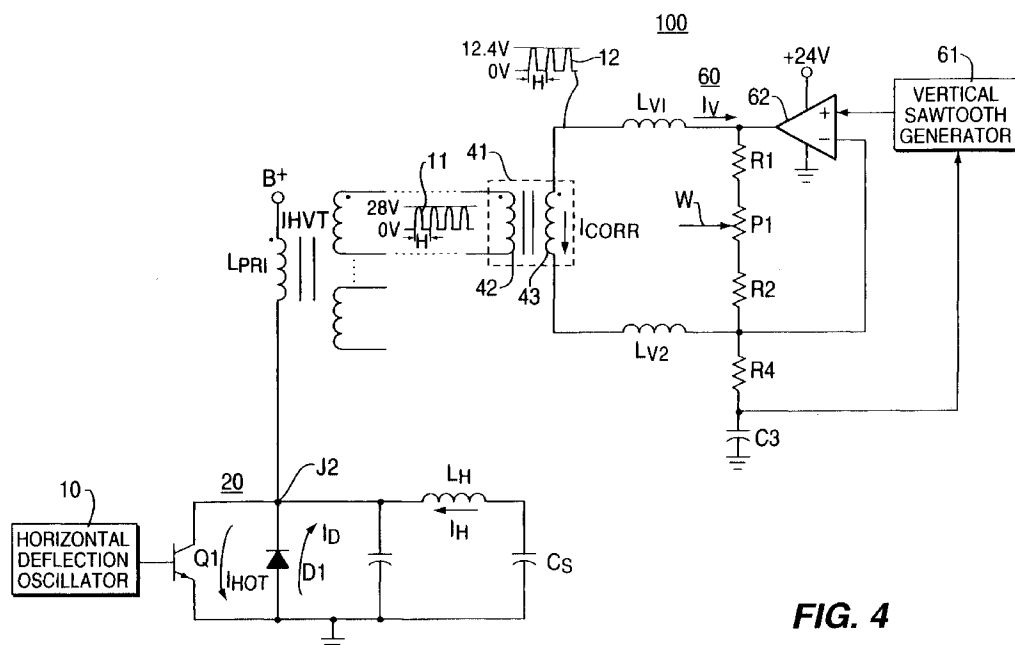 100
12.4V
0V
H
12
+24V
60
62
61
LV1
IV
+
−
VERTICAL
SAWTOOTH
GENERATOR
R1
41
11
B+
IHVT
28V
0V
H
ICORR
W
P1
LPRI
42
43
R2
LV2
R4
C3
J2
20
LH
10
HORIZONTAL
DEFLECTION
OSCILLATOR
Q1
IHOT
ID
D1
IH
CS
FIG. 4